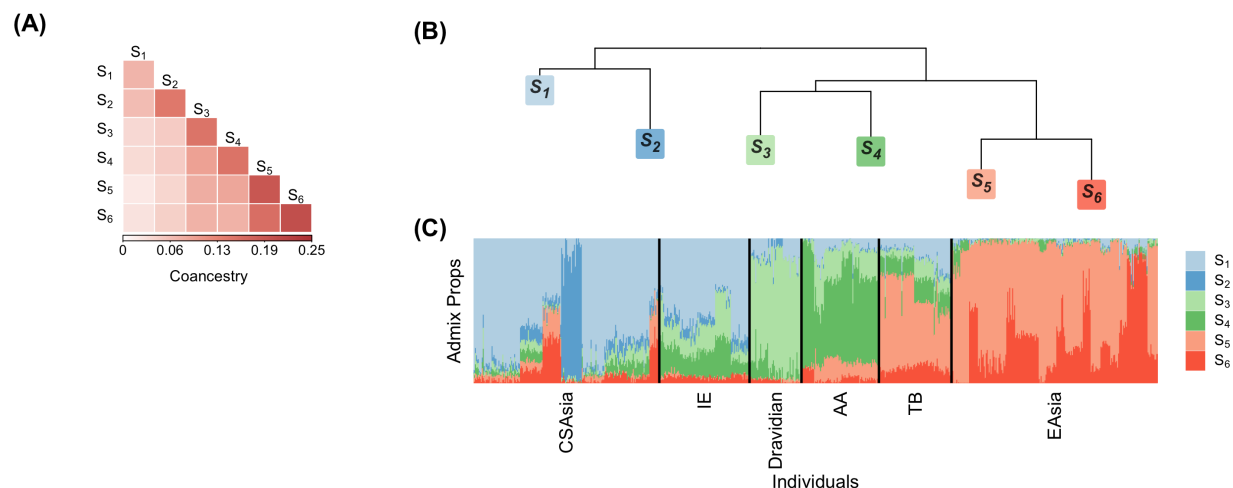 (A)
S1
S1
S2
S2
S3
S3
S4
S4
S5
S5
S6
S6
0 0.06 0.13 0.19 0.25
Coancestry
(B)
S1
S2
S3
S4
S5
S6
(C)
Admix Props
S1
S2
S3
S4
S5
S6
CSAsia
IE
Dravidian
AA
TB
EAsia
Individuals